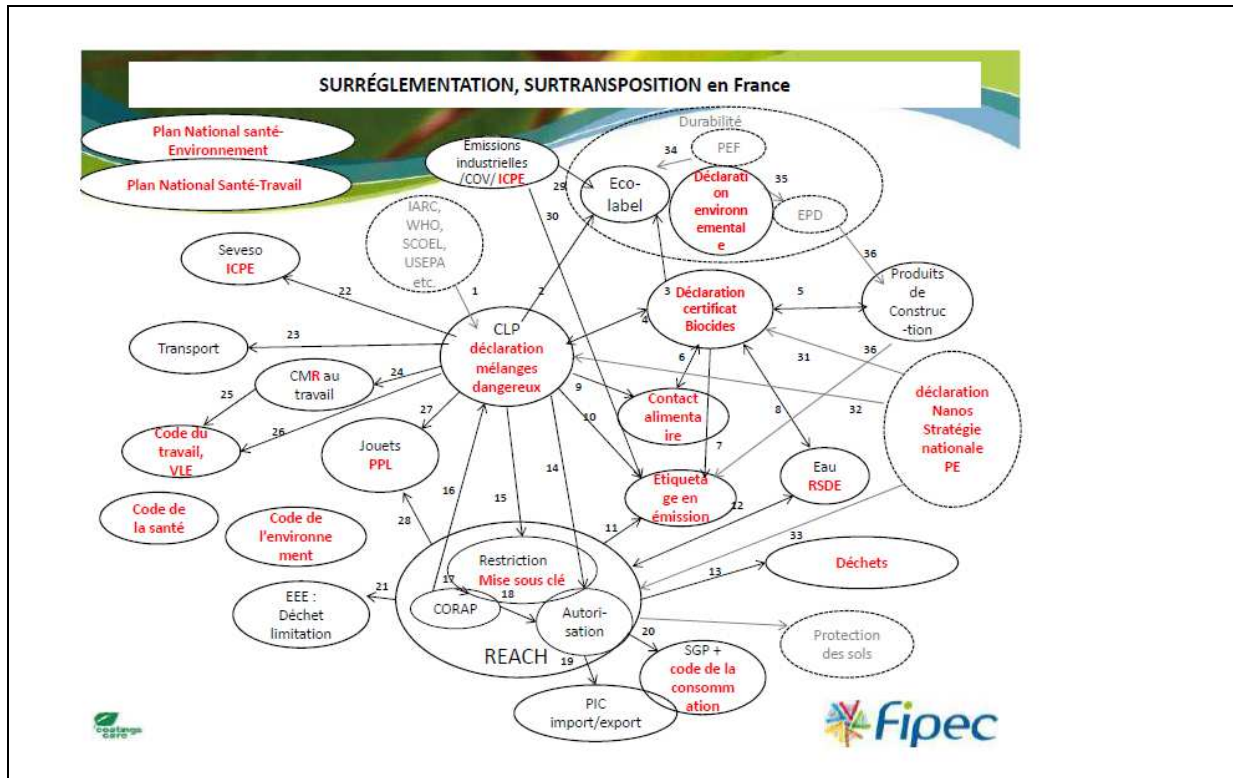 SURRÉGLEMENTATION, SURTRANSPOSITION en France
Plan National santé-
Environnement
Plan National Santé-Travail
Emissions
industrielles
/COV/ ICPE
Durabilité
34
PEF
29
Eco-
label
Déclarati
on
environn
emental
e
35
EPD
30
IARC,
WHO,
SCOEL,
USEPA
etc.
Seveso
ICPE
36
22
1
2
3
Déclaration
certificat
Biocides
5
Produits
de
Construc
-tion
4
23
CLP
déclaration
mélanges
dangereux
Transport
6
31
36
24
CMR au
travail
9
25
27
Contact
alimenta
ire
32
déclaration
Nanos
Stratégie
nationale
PE
10
8
26
Code du
travail,
VLE
Jouets
PPL
7
14
Eau
RSDE
16
15
Etiqueta
ge en
émission
12
Code de
la santé
Code de
l'environne
ment
28
11
33
Restriction
Mise sous clé
13
Déchets
17
21
18
EEE :
Déchet
limitation
CORAP
Autori-
sation
20
Protection
des sols
REACH
19
SGP +
code de la
consomm
ation
PIC
import/export
coatings
care
Fipec